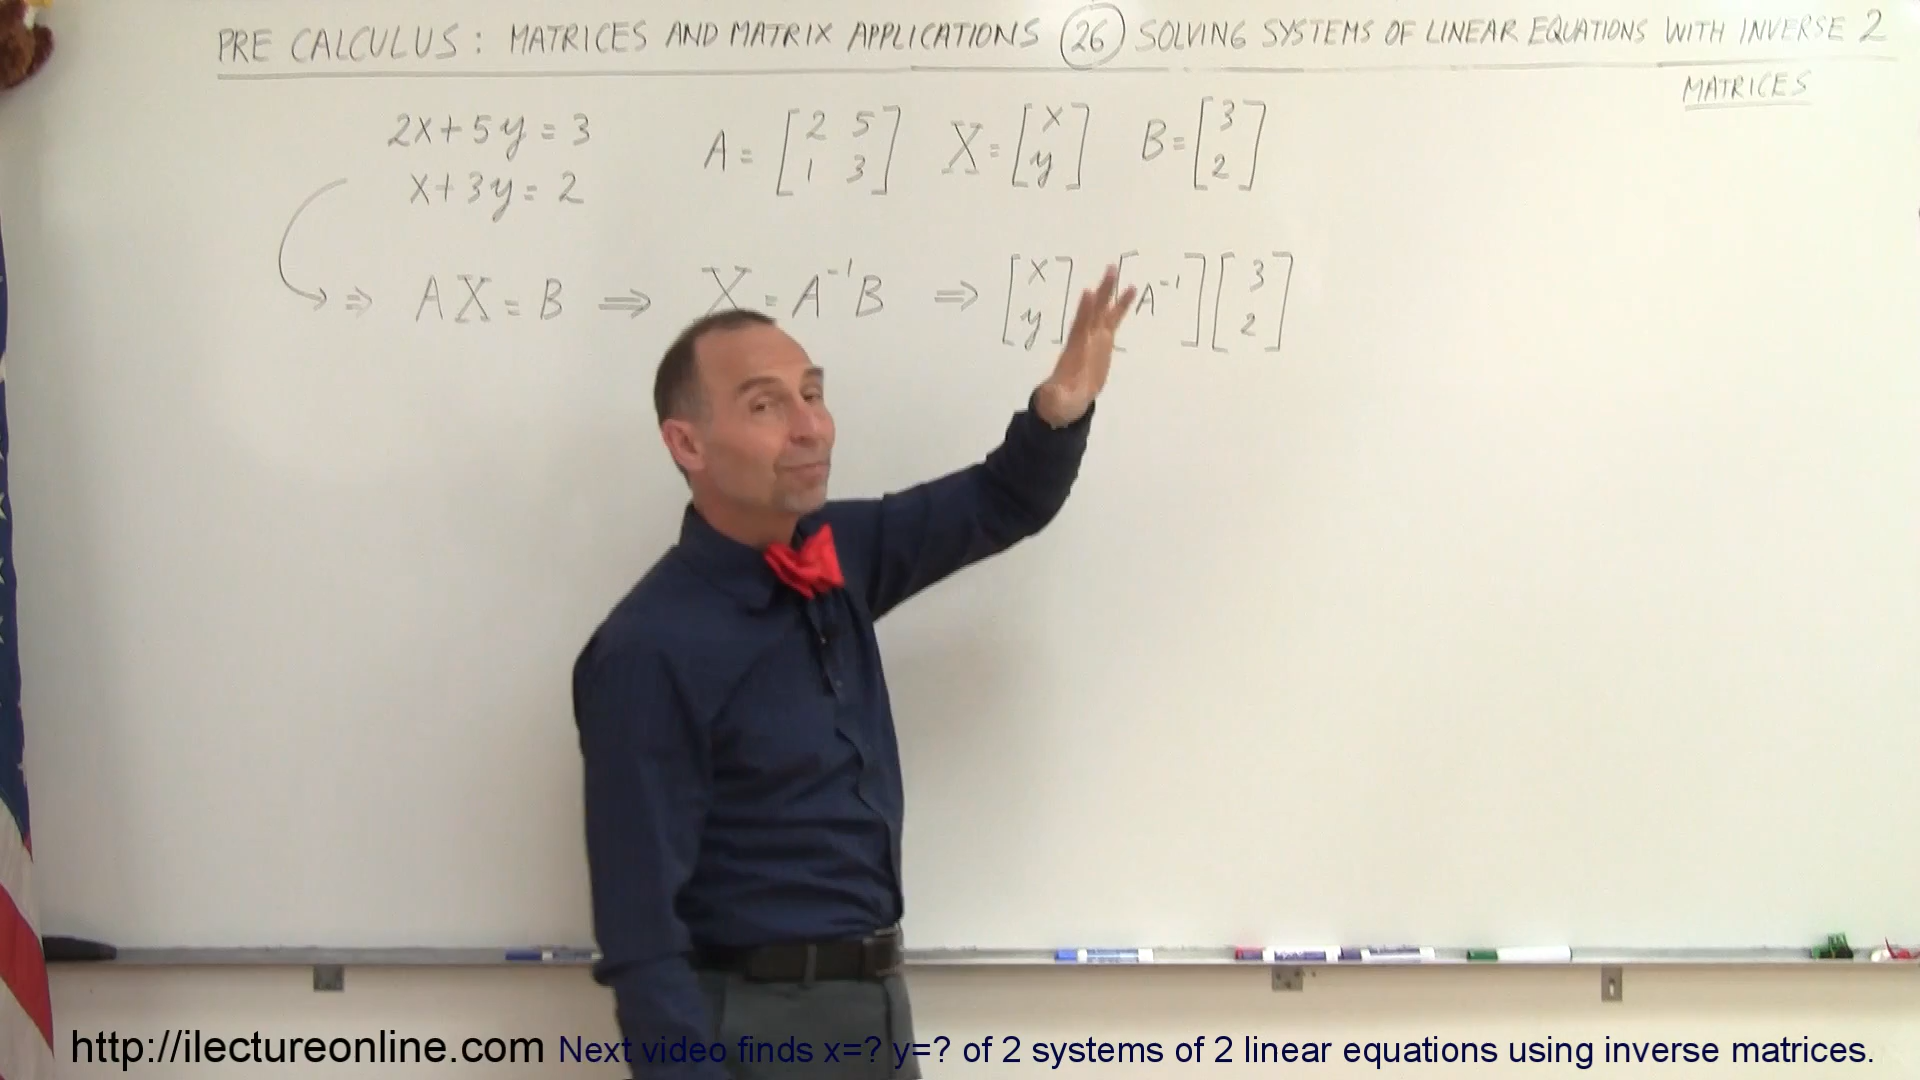 PRE CALCULUS: MATRICES AND MATRIX APPLICATIONS (26) SOLVING SYSTEMS OF LINEAR EQUATIONS WITH INVERSE 2
MATRICES
2x+5y=3
x+3y=2
A = [2 5; 1 3] X = [x; y] B = [3; 2]
⇒ AX = B ⇒ X = A⁻¹B ⇒ [x; y] [A⁻¹] [3; 2]
http://ilectureonline.com Next video finds x=? y=? of 2 systems of 2 linear equations using inverse matrices.